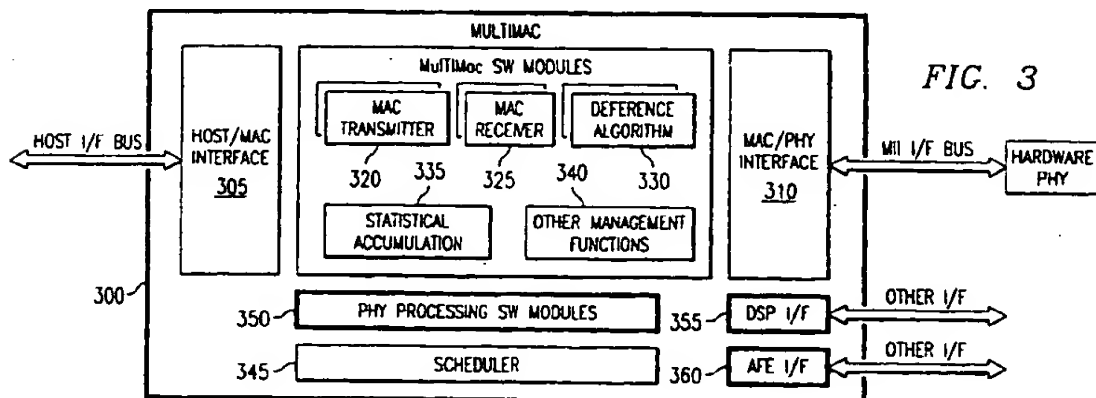 MULTIMAC
MULTIMAC SW MODULES
FIG. 3
MAC
TRANSMITTER
MAC
RECEIVER
DEFERENCE
ALGORITHM
HOST I/F BUS
HOST/MAC
INTERFACE
305
MAC/PHY
INTERFACE
310
MII I/F BUS
HARDWARE
PHY
320
335
325
340
330
STATISTICAL
ACCUMULATION
OTHER MANAGEMENT
FUNCTIONS
300
350
PHY PROCESSING SW MODULES
355
DSP I/F
OTHER I/F
345
SCHEDULER
360
AFE I/F
OTHER I/F